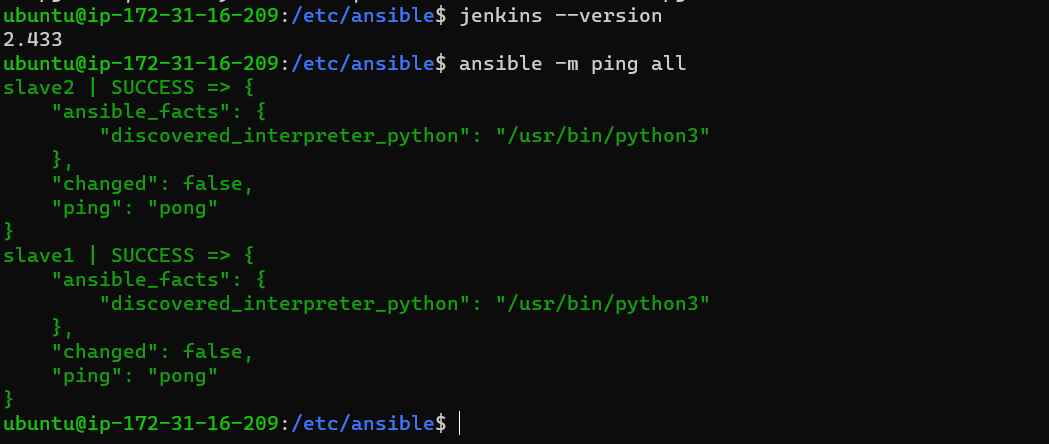 ubuntu@ip-172-31-16-209:/etc/ansible$ jenkins --version
2.433
ubuntu@ip-172-31-16-209:/etc/ansible$ ansible -m ping all
slave2 | SUCCESS => {
    "ansible_facts": {
        "discovered_interpreter_python": "/usr/bin/python3"
    },
    "changed": false,
    "ping": "pong"
}
slave1 | SUCCESS => {
    "ansible_facts": {
        "discovered_interpreter_python": "/usr/bin/python3"
    },
    "changed": false,
    "ping": "pong"
}
ubuntu@ip-172-31-16-209:/etc/ansible$